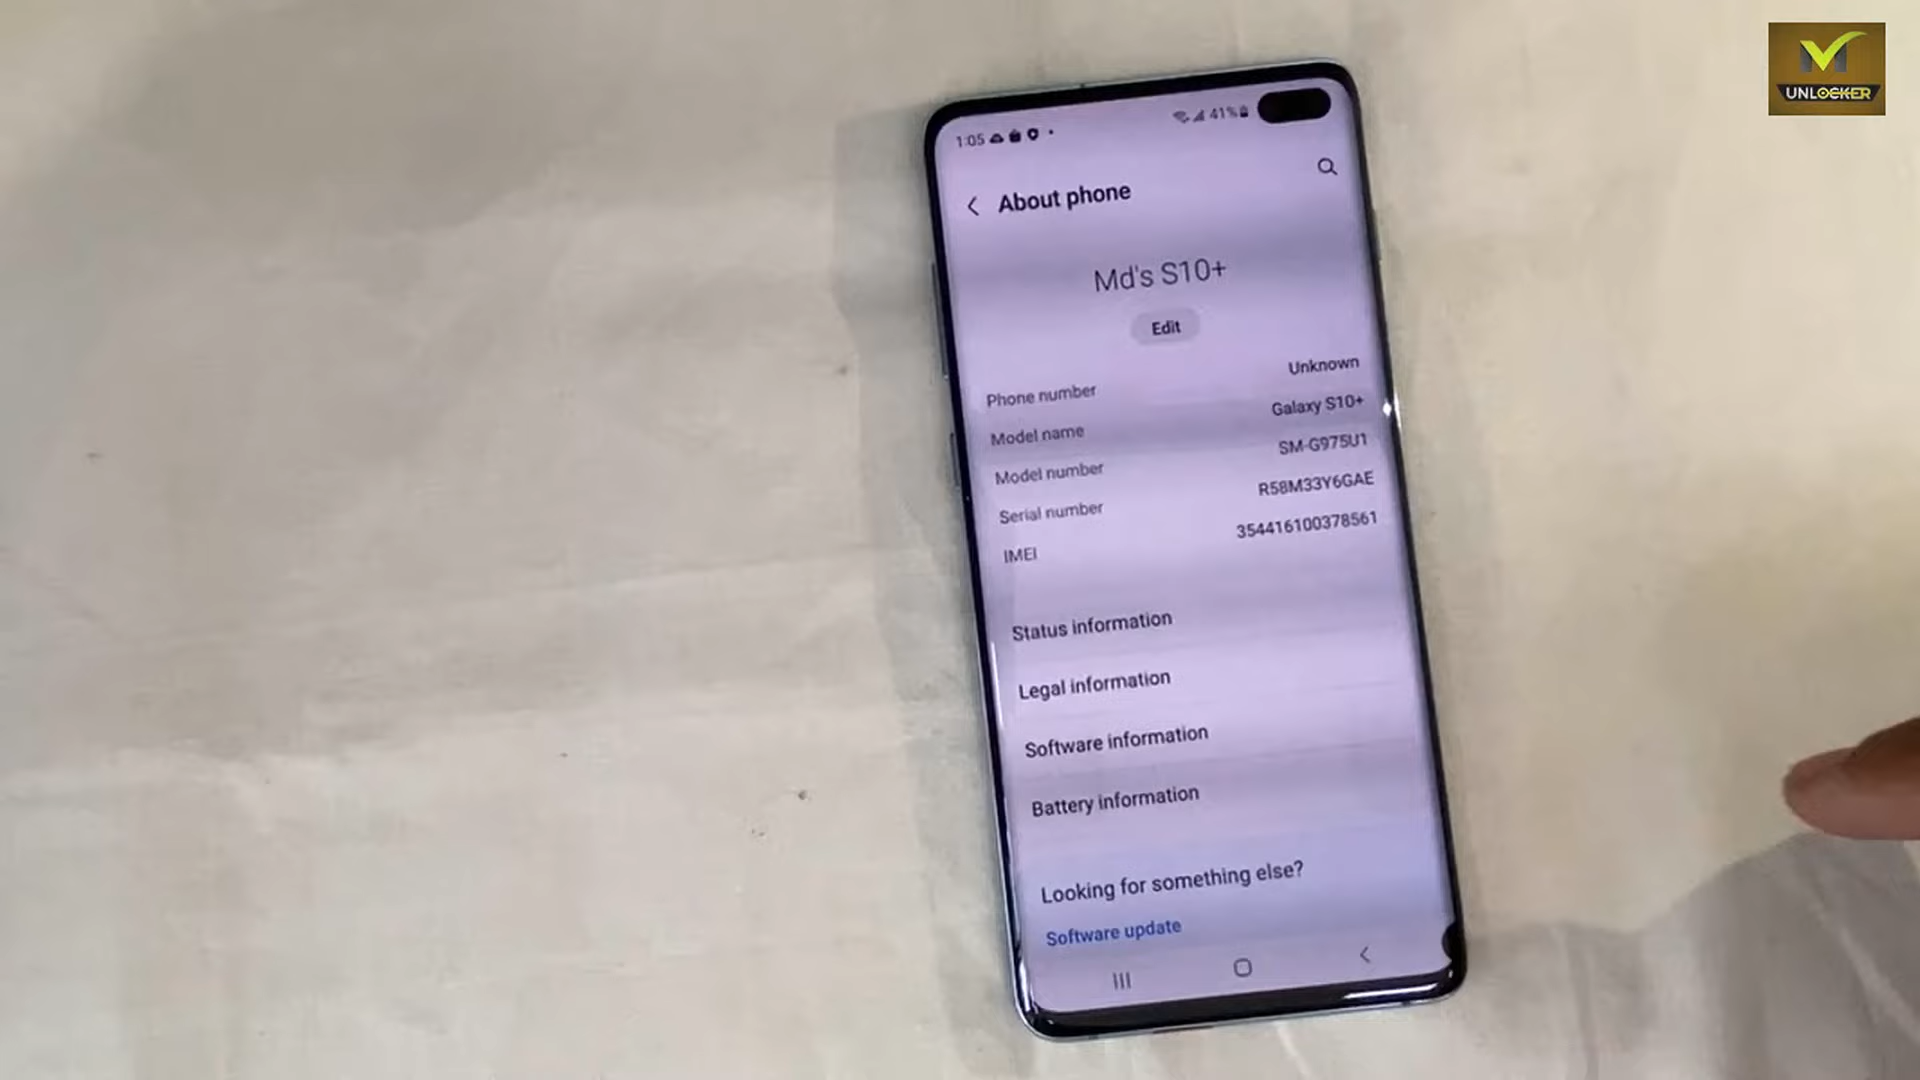 M
UNLOCKER
1:05 41%
About phone
Md's S10+
Edit
Phone number Unknown
Model name Galaxy S10+
Model number SM-G975U1
Serial number R58M33Y6GAE
IMEI 354416100378561
Status information
Legal information
Software information
Battery information
Looking for something else?
Software update